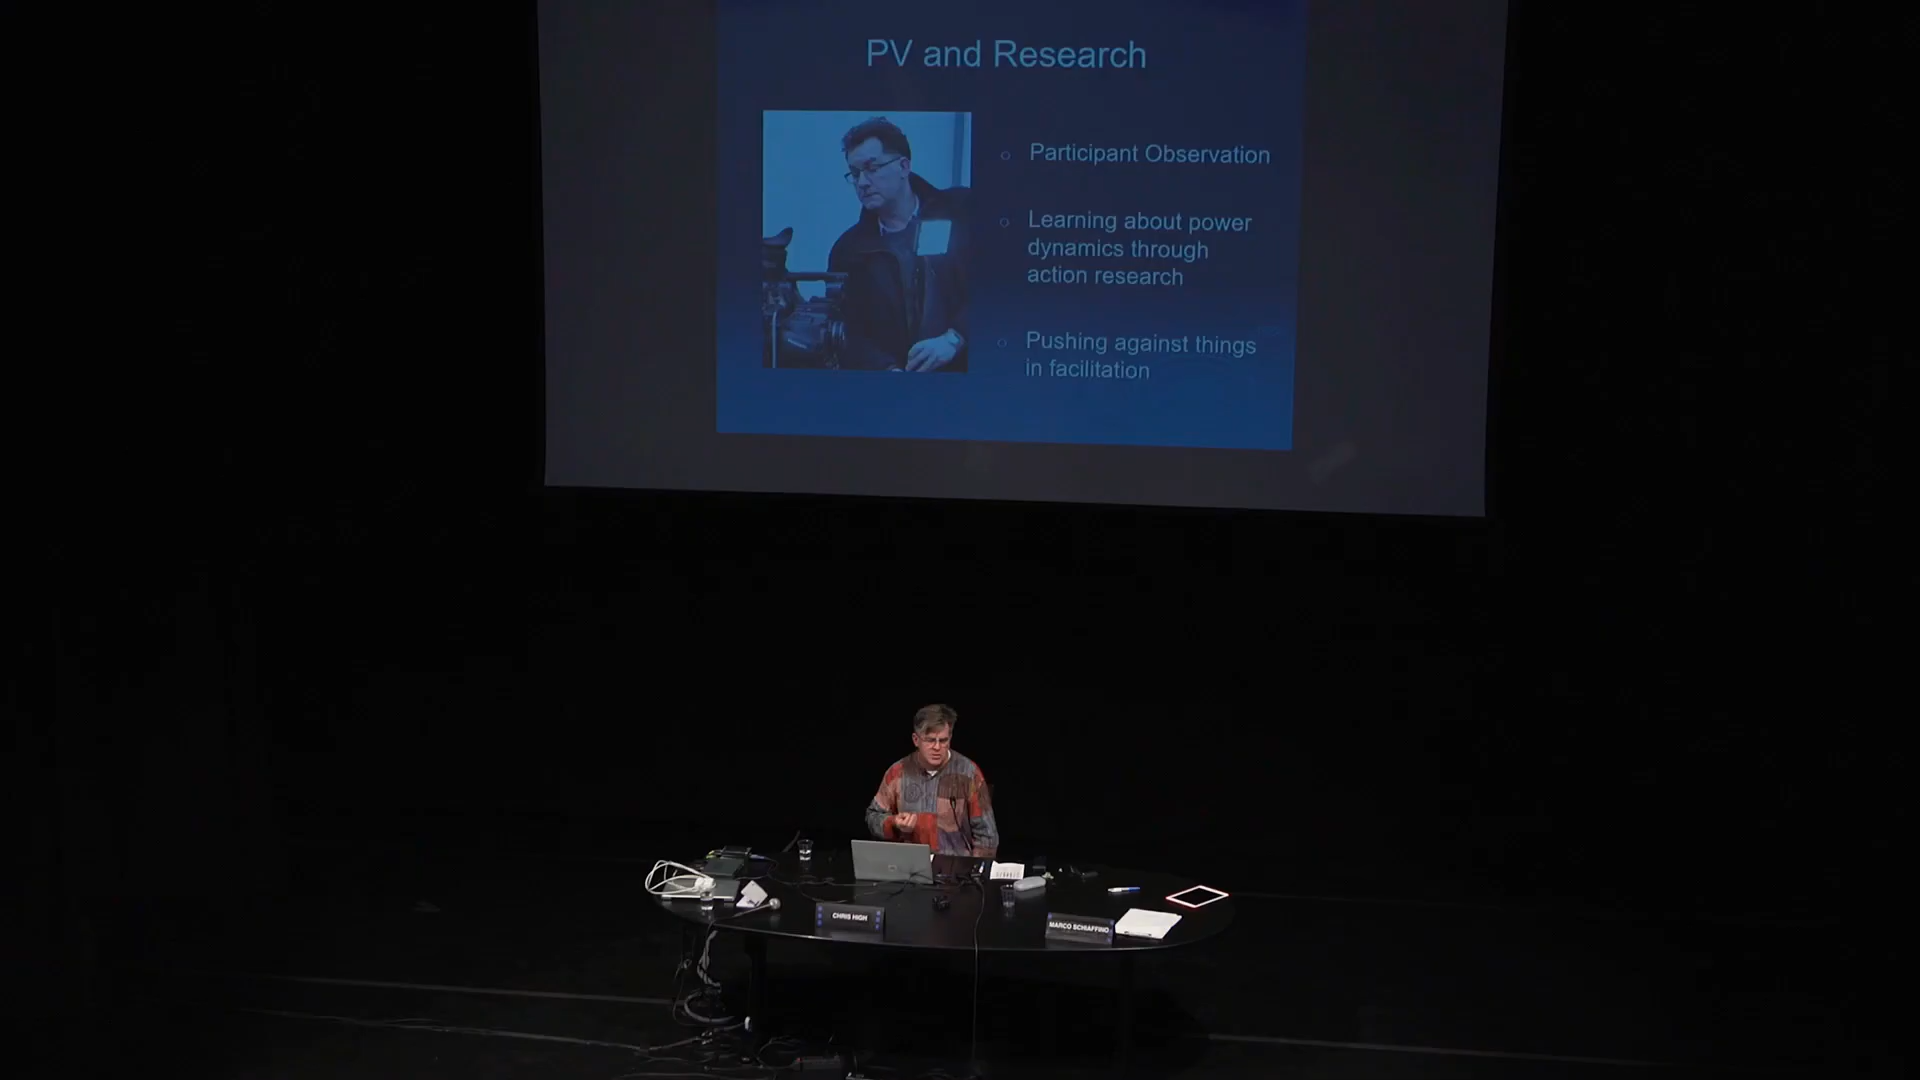 PV and Research
Participant Observation
Learning about power
dynamics through
action research
Pushing against things
in facilitation
CHRIS HIGH
MARCO SCHIAFFINO